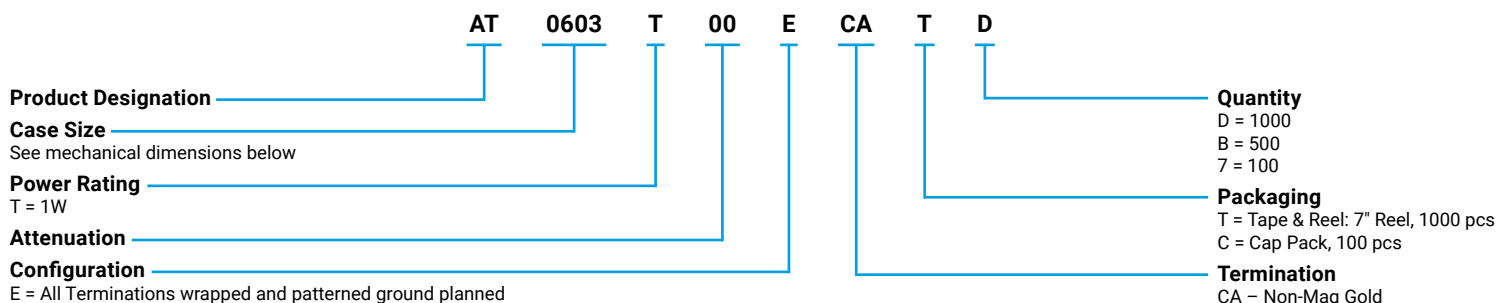 AT 0603 T 00 E CA T D
Product Designation
Case Size
See mechanical dimensions below
Power Rating
T = 1W
Attenuation
Configuration
E = All Terminations wrapped and patterned ground planned
Quantity
D = 1000
B = 500
7 = 100
Packaging
T = Tape & Reel: 7" Reel, 1000 pcs
C = Cap Pack, 100 pcs
Termination
CA – Non-Mag Gold